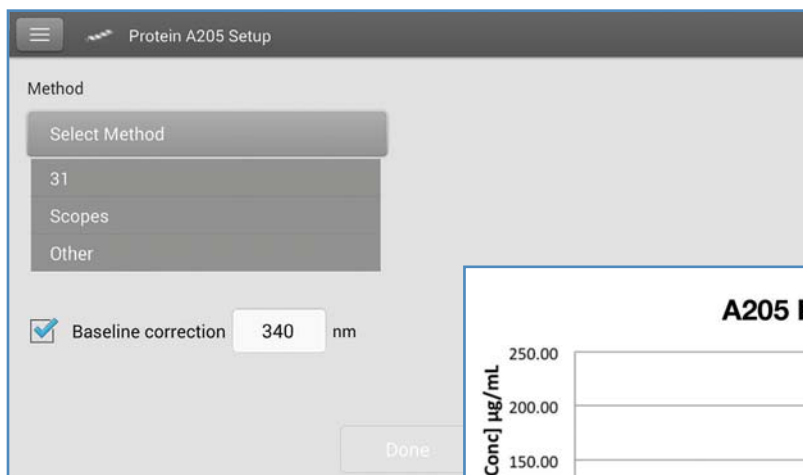 Protein A205 Setup
Method
Select Method
31
Scopes
Other
Baseline correction 340 nm
Done
A205
250.00
200.00
150.00
Conc] µg/mL